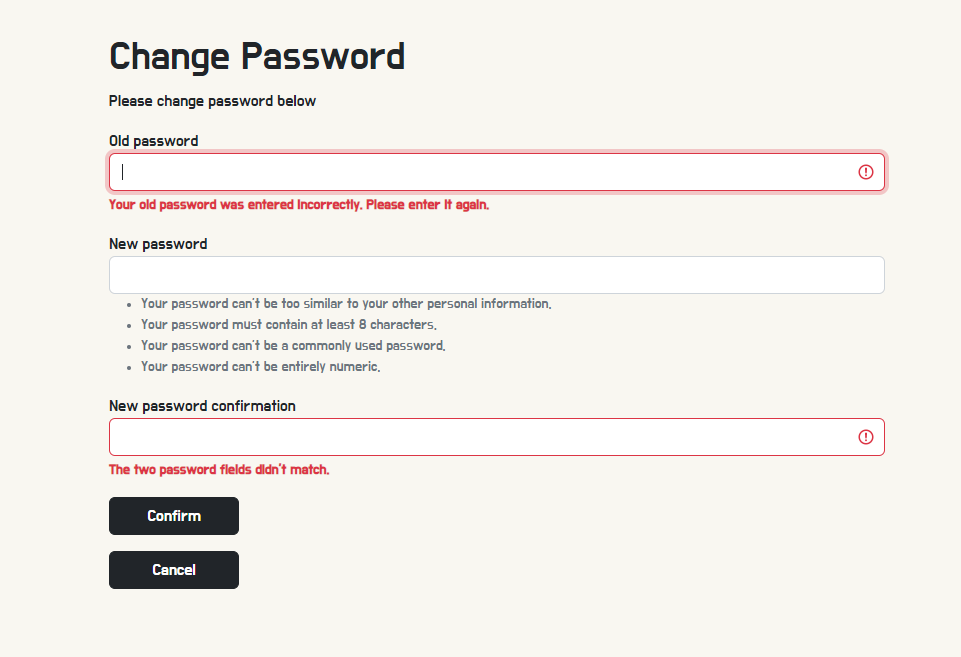 Change Password
Please change password below
Old password
Your old password was entered incorrectly. Please enter it again.
New password
Your password can't be too similar to your other personal information.
Your password must contain at least 8 characters.
Your password can't be a commonly used password.
Your password can't be entirely numeric.
New password confirmation
The two password fields didn't match.
Confirm
Cancel